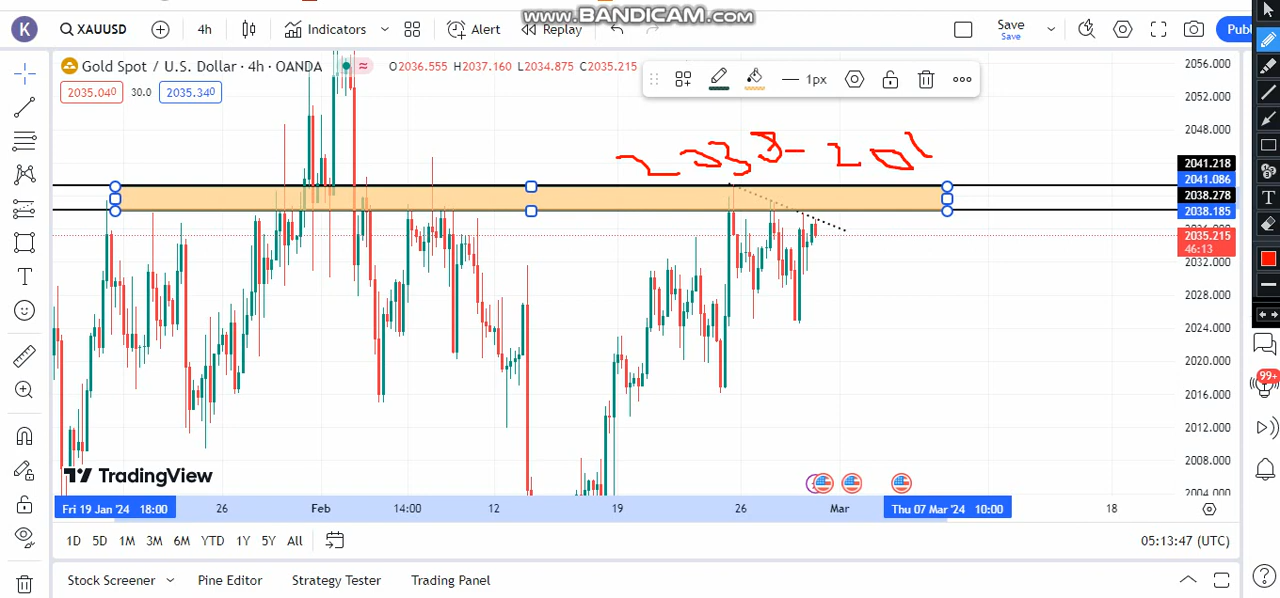 www.BANDICAM.com
K XAUUSD 4h Indicators Alert Replay Save Publ
Save
Gold Spot / U.S. Dollar · 4h · OANDA O2036.555 H2037.160 L2034.875 C2035.215
2035.040 30.0 2035.340
1px
2056.000
2048.000
2041.218
2041.086
2038.278
2038.185
2035.215
46:13
2032.000
2028.000
2024.000
2020.000
2016.000
2012.000
2008.000
2004.000
TradingView
Fri 19 Jan '24 18:00 26 Feb 14:00 12 19 26 Mar Thu 07 Mar '24 10:00 18
1D 5D 1M 3M 6M YTD 1Y 5Y All 05:13:47 (UTC)
Stock Screener Pine Editor Strategy Tester Trading Panel
T
T
99+